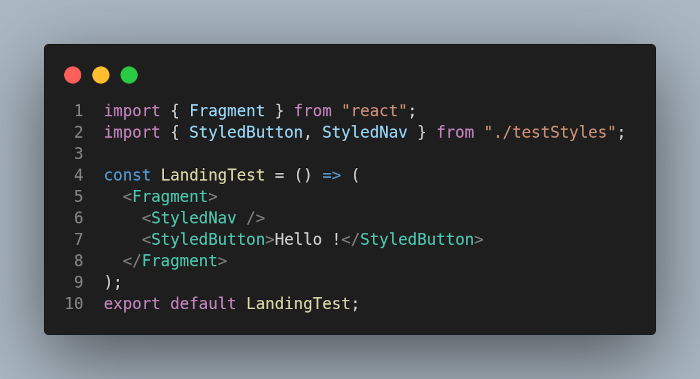 1 import { Fragment } from "react";
2 import { StyledButton, StyledNav } from "./testStyles";
3
4 const LandingTest = () => (
5   <Fragment>
6     <StyledNav />
7     <StyledButton>Hello !</StyledButton>
8   </Fragment>
9 );
10 export default LandingTest;